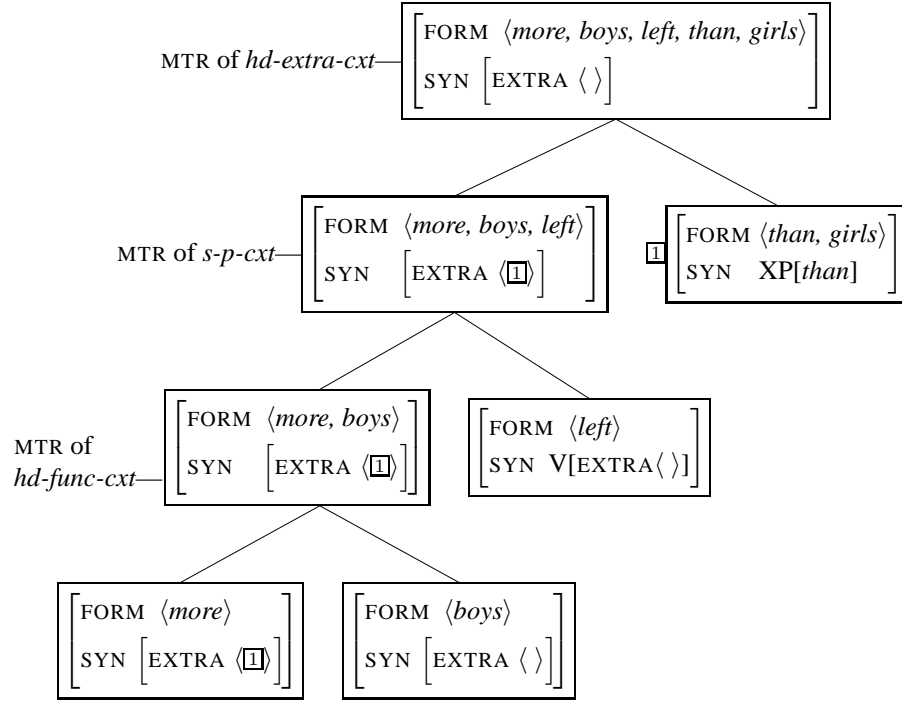 MTR of hd-extra-cxt
FORM ⟨more, boys, left, than, girls⟩
SYN [EXTRA ⟨ ⟩]
MTR of s-p-cxt
FORM ⟨more, boys, left⟩
SYN [EXTRA ⟨1⟩]
1
FORM ⟨than, girls⟩
SYN XP[than]
MTR of
hd-func-cxt
FORM ⟨more, boys⟩
SYN [EXTRA ⟨1⟩]
FORM ⟨left⟩
SYN V[EXTRA⟨ ⟩]
FORM ⟨more⟩
SYN [EXTRA ⟨1⟩]
FORM ⟨boys⟩
SYN [EXTRA ⟨ ⟩]